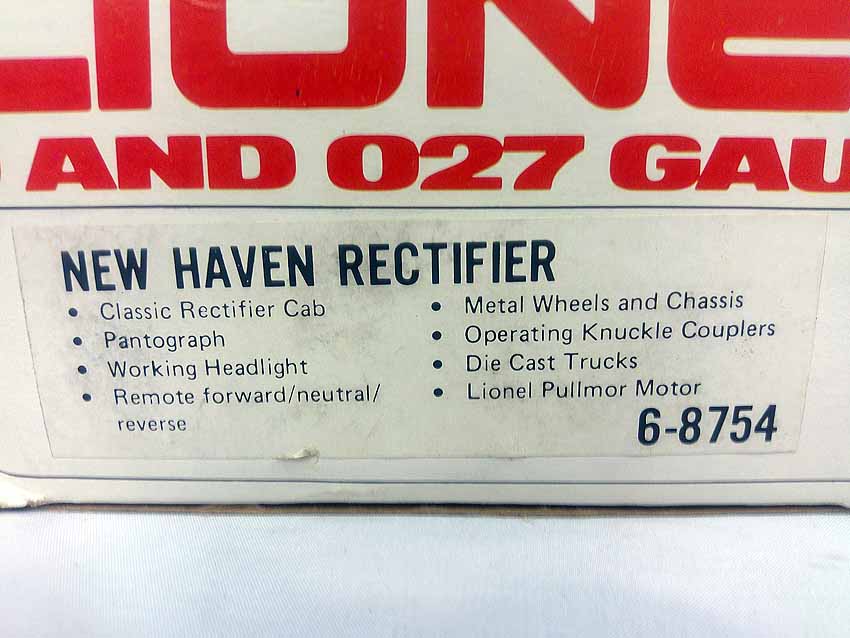 LIONE
O AND 027 GAU
NEW HAVEN RECTIFIER
• Classic Rectifier Cab
• Pantograph
• Working Headlight
• Remote forward/neutral/
reverse
• Metal Wheels and Chassis
• Operating Knuckle Couplers
• Die Cast Trucks
• Lionel Pullmor Motor
6-8754